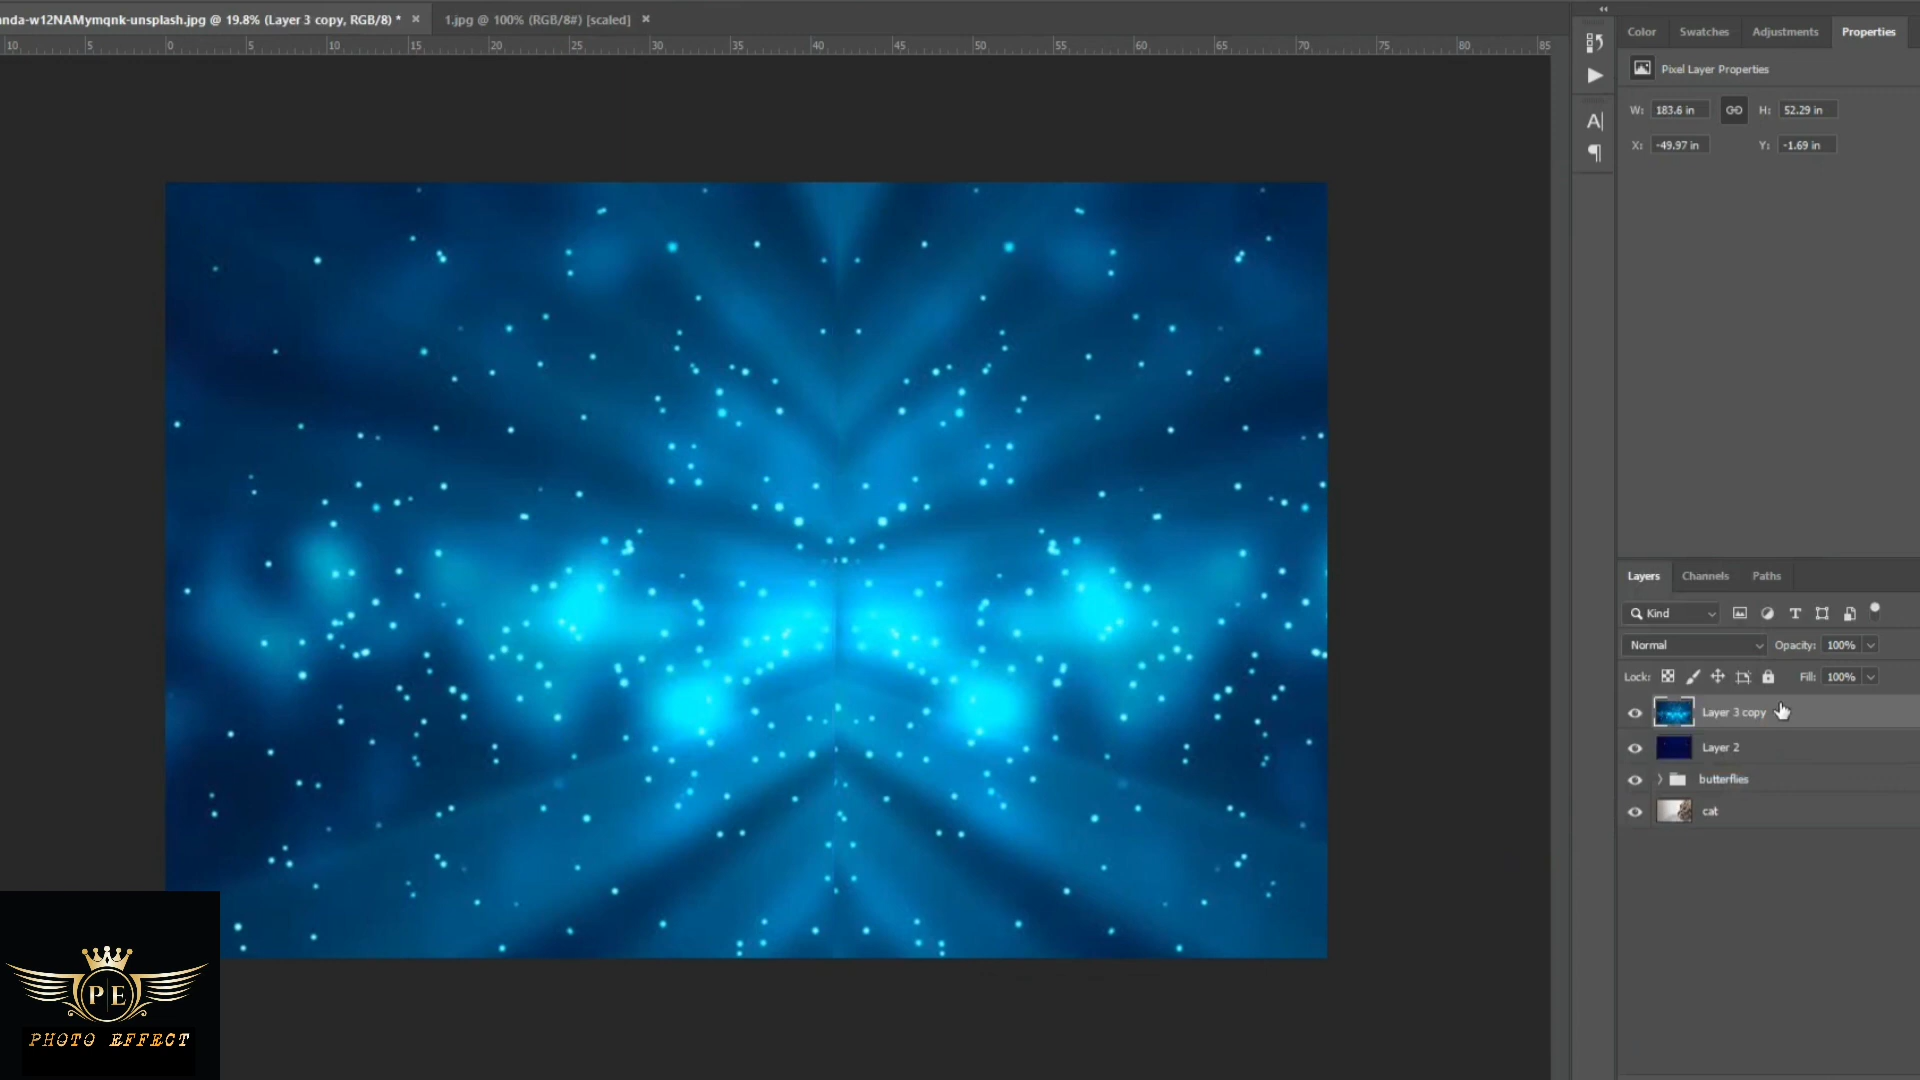 nda-w12NAMymqnk-unsplash.jpg @ 19.8% (Layer 3 copy, RGB/8) * ×
1.jpg @ 100% (RGB/8#) [scaled] ×
10 5 0 5 10 15 20 25 30 35 40 45 50 55 60 65 70 75 80 85
Color Swatches Adjustments Properties
Pixel Layer Properties
W: 183.6 in H: 52.29 in
X: -49.97 in Y: -1.69 in
Layers Channels Paths
Kind
Normal Opacity: 100%
Lock: Fill: 100%
Layer 3 copy
Layer 2
butterflies
cat
P E
PHOTO EFFECT